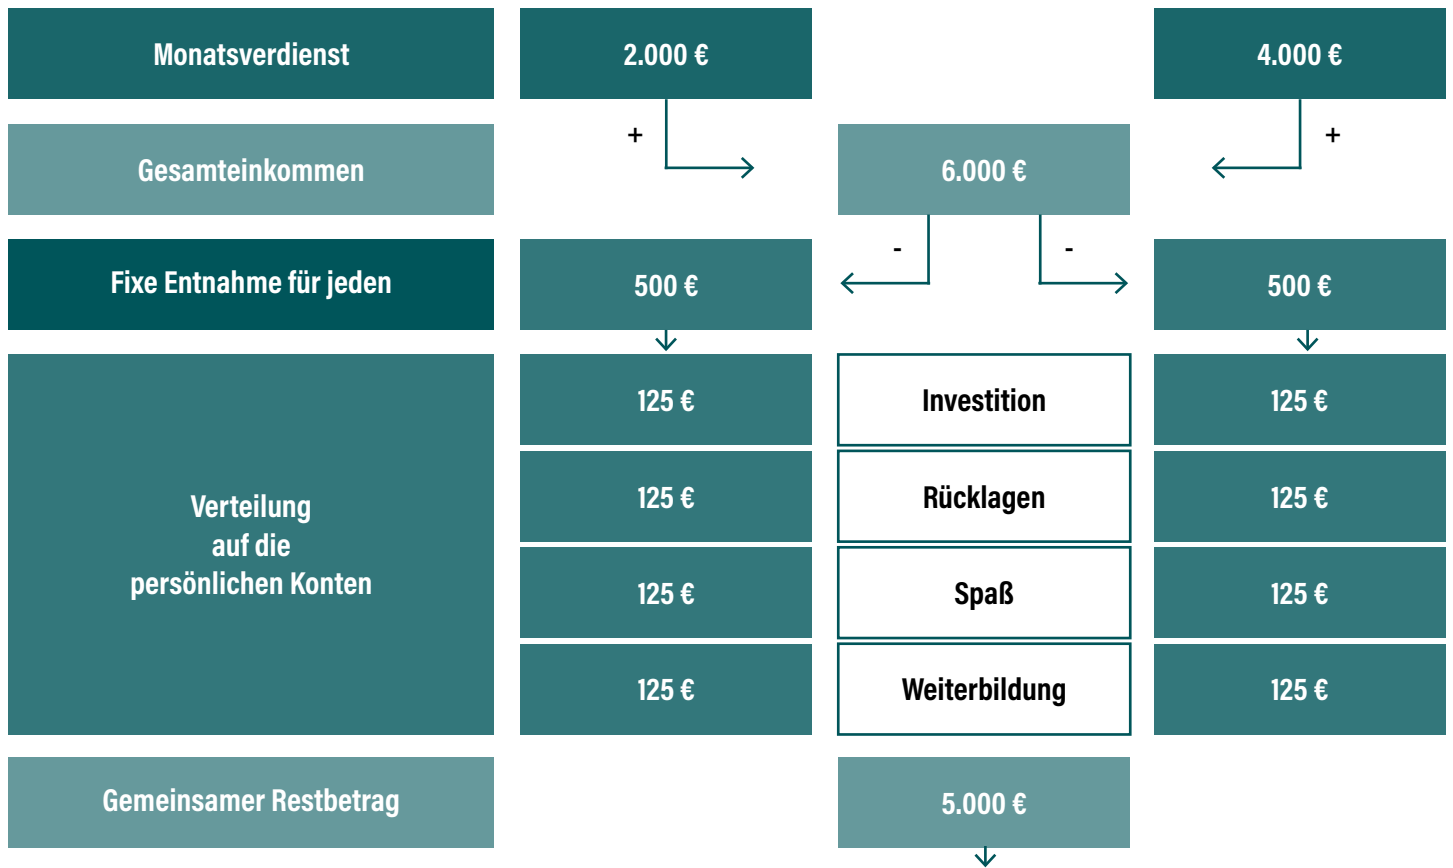 Monatsverdienst
2.000 €
4.000 €
+
+
Gesamteinkommen
6.000 €
-
-
Fixe Entnahme für jeden
500 €
500 €
Verteilung
auf die
persönlichen Konten
125 €
Investition
125 €
125 €
Rücklagen
125 €
125 €
Spaß
125 €
125 €
Weiterbildung
125 €
Gemeinsamer Restbetrag
5.000 €